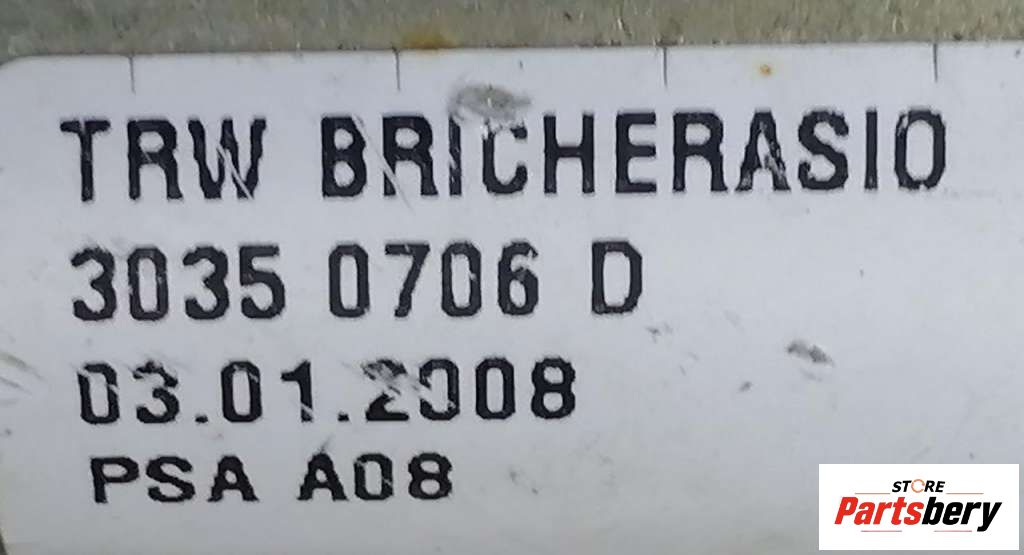 TRW BRICHERASIO
3035 0706 D
03.01.2008
PSA A08
STORE
Partsbery